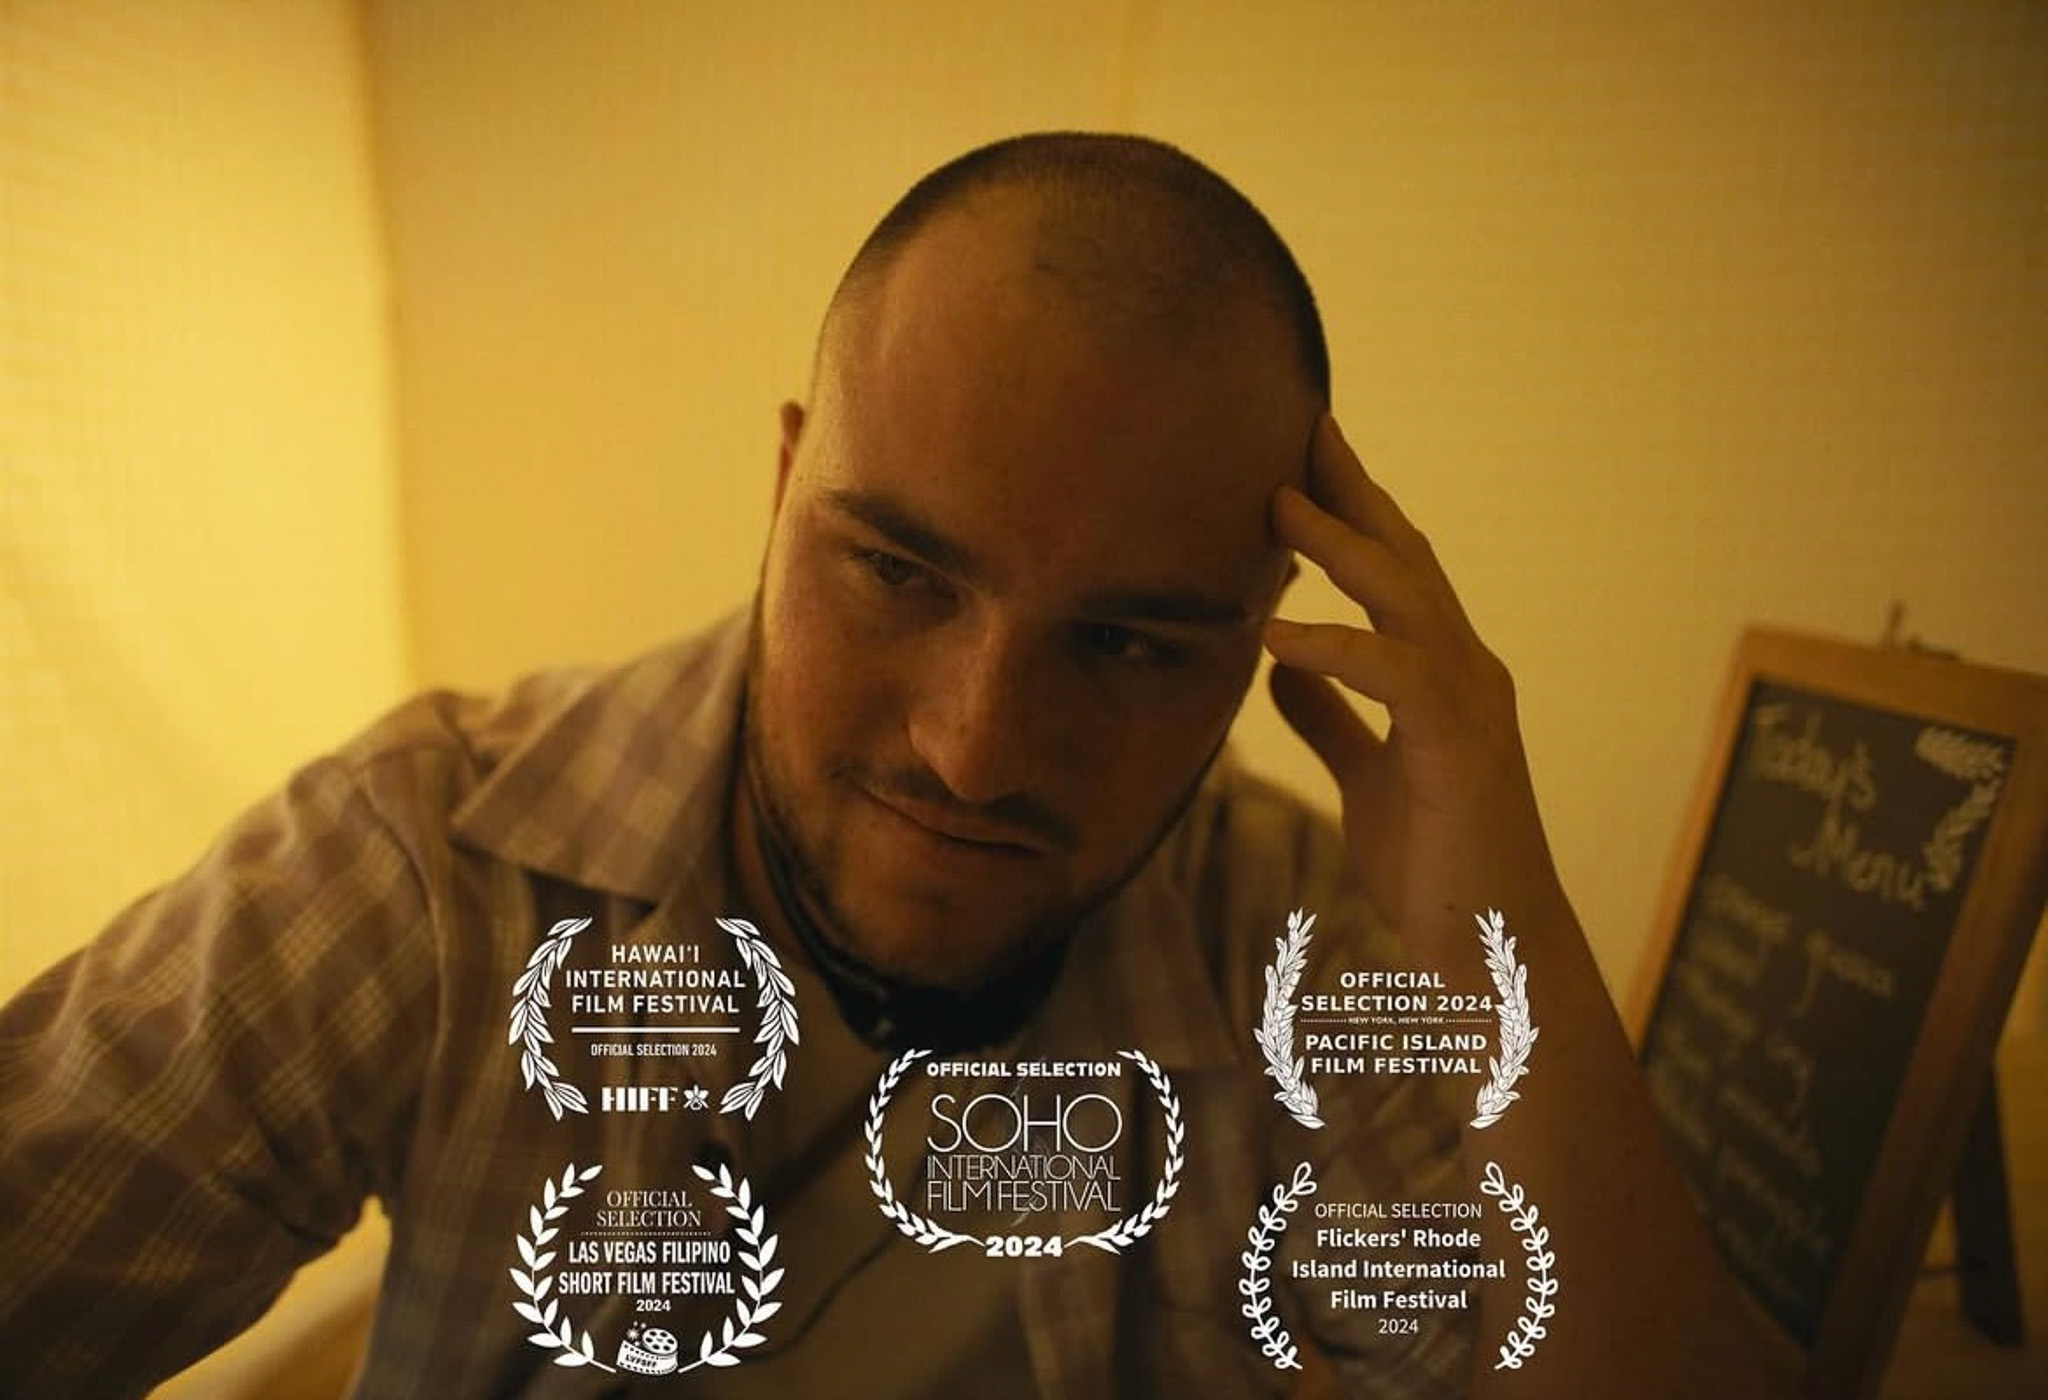 Today's
Menu
HAWAIʻI
INTERNATIONAL
FILM FESTIVAL
OFFICIAL SELECTION 2024
HIFF
OFFICIAL
SELECTION 2024
NEW YORK, NEW YORK
PACIFIC ISLAND
FILM FESTIVAL
OFFICIAL SELECTION
SOHO
INTERNATIONAL
FILM FESTIVAL
2024
OFFICIAL
SELECTION
LAS VEGAS FILIPINO
SHORT FILM FESTIVAL
2024
OFFICIAL SELECTION
Flickers' Rhode
Island International
Film Festival
2024